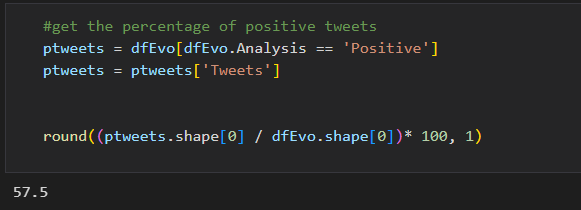 #get the percentage of positive tweets
ptweets = dfEvo[dfEvo.Analysis == 'Positive']
ptweets = ptweets['Tweets']
round((ptweets.shape[0] / dfEvo.shape[0])* 100, 1)
57.5